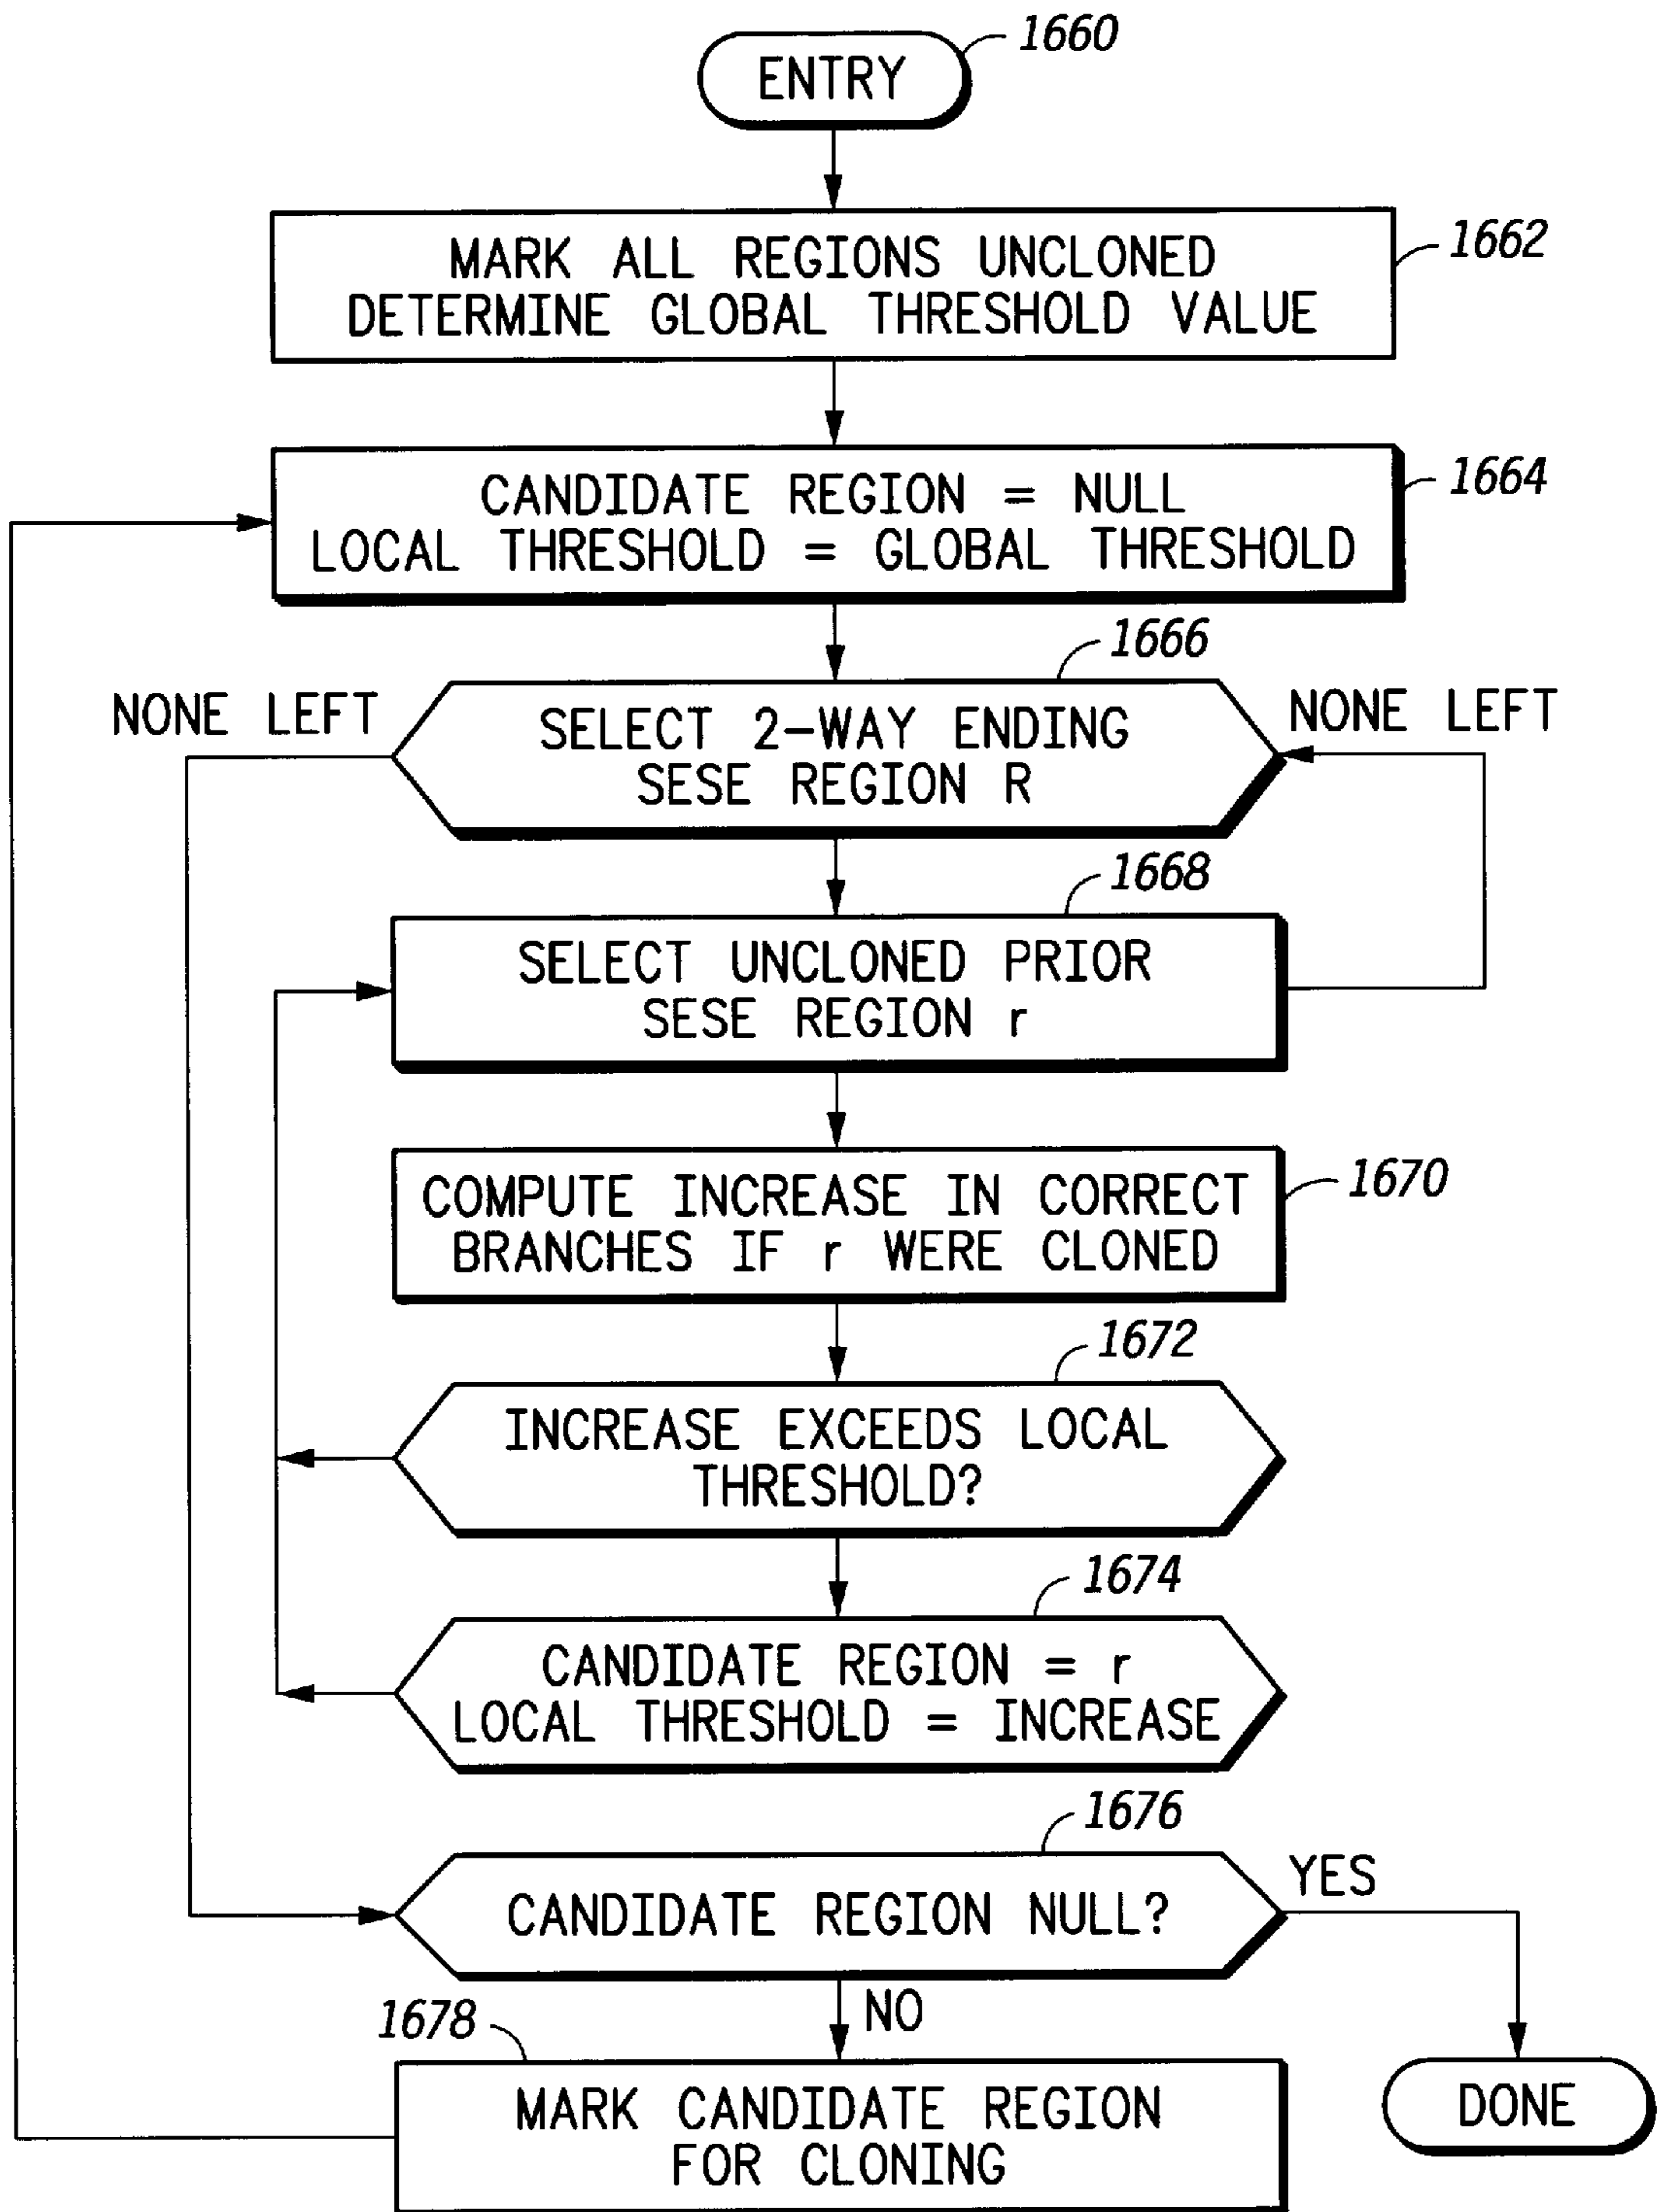 1660
ENTRY
1662
MARK ALL REGIONS UNCLONED
DETERMINE GLOBAL THRESHOLD VALUE
1664
CANDIDATE REGION = NULL
LOCAL THRESHOLD = GLOBAL THRESHOLD
1666
NONE LEFT
SELECT 2-WAY ENDING
SESE REGION R
NONE LEFT
1668
SELECT UNCLONED PRIOR
SESE REGION r
1670
COMPUTE INCREASE IN CORRECT
BRANCHES IF r WERE CLONED
1672
INCREASE EXCEEDS LOCAL
THRESHOLD?
1674
CANDIDATE REGION = r
LOCAL THRESHOLD = INCREASE
1676
CANDIDATE REGION NULL?
YES
NO
1678
MARK CANDIDATE REGION
FOR CLONING
DONE